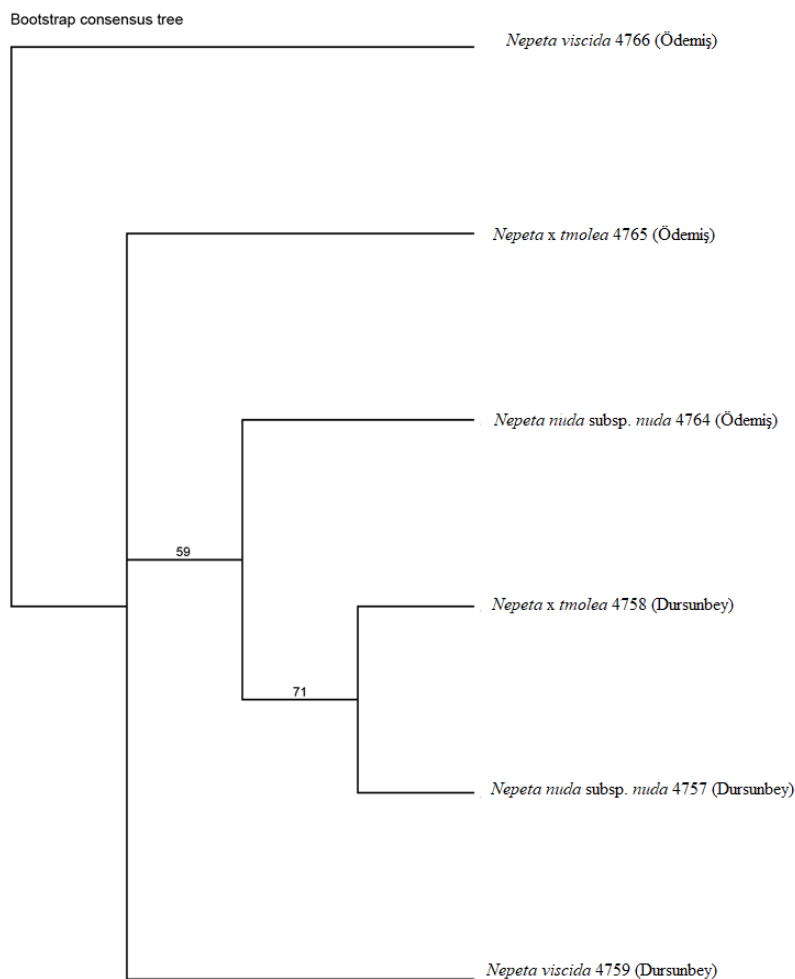 Bootstrap consensus tree
Nepeta viscida 4766 (Ödemiş)
Nepeta x tmolea 4765 (Ödemiş)
Nepeta nuda subsp. nuda 4764 (Ödemiş)
59
Nepeta x tmolea 4758 (Dursunbey)
71
Nepeta nuda subsp. nuda 4757 (Dursunbey)
Nepeta viscida 4759 (Dursunbey)